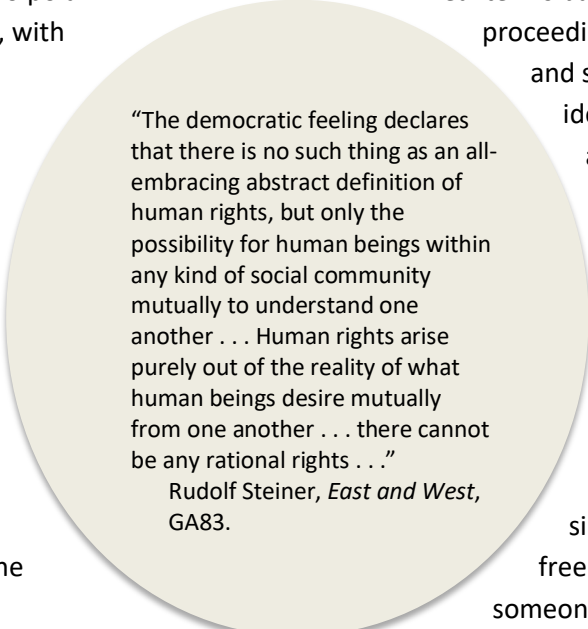 , with
proceedi
and s
“The democratic feeling declares
that there is no such thing as an all-
embracing abstract definition of
human rights, but only the
possibility for human beings within
any kind of social community
mutually to understand one
another . . . Human rights arise
purely out of the reality of what
human beings desire mutually
from one another . . . there cannot
be any rational rights . . .”
Rudolf Steiner, East and West,
GA83.
si
free
someon